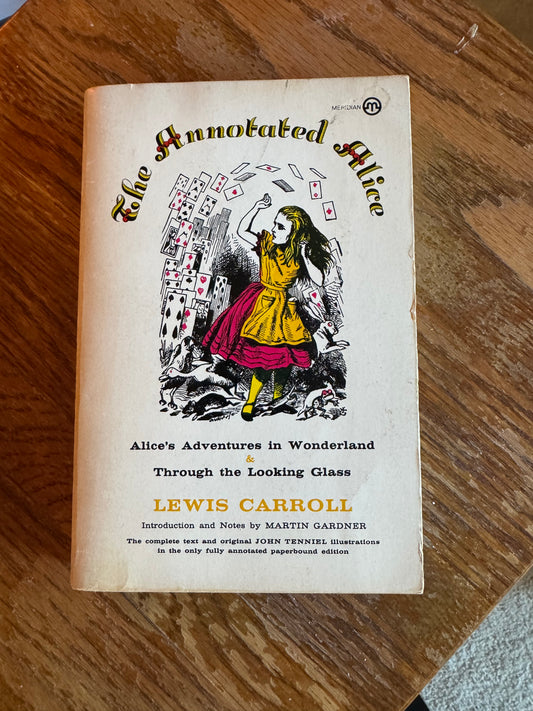 MERIDIAN
The Annotated Alice
Alice's Adventures in Wonderland
&
Through the Looking Glass
LEWIS CARROLL
Introduction and Notes by MARTIN GARDNER
The complete text and original JOHN TENNIEL illustrations
in the only fully annotated paperbound edition